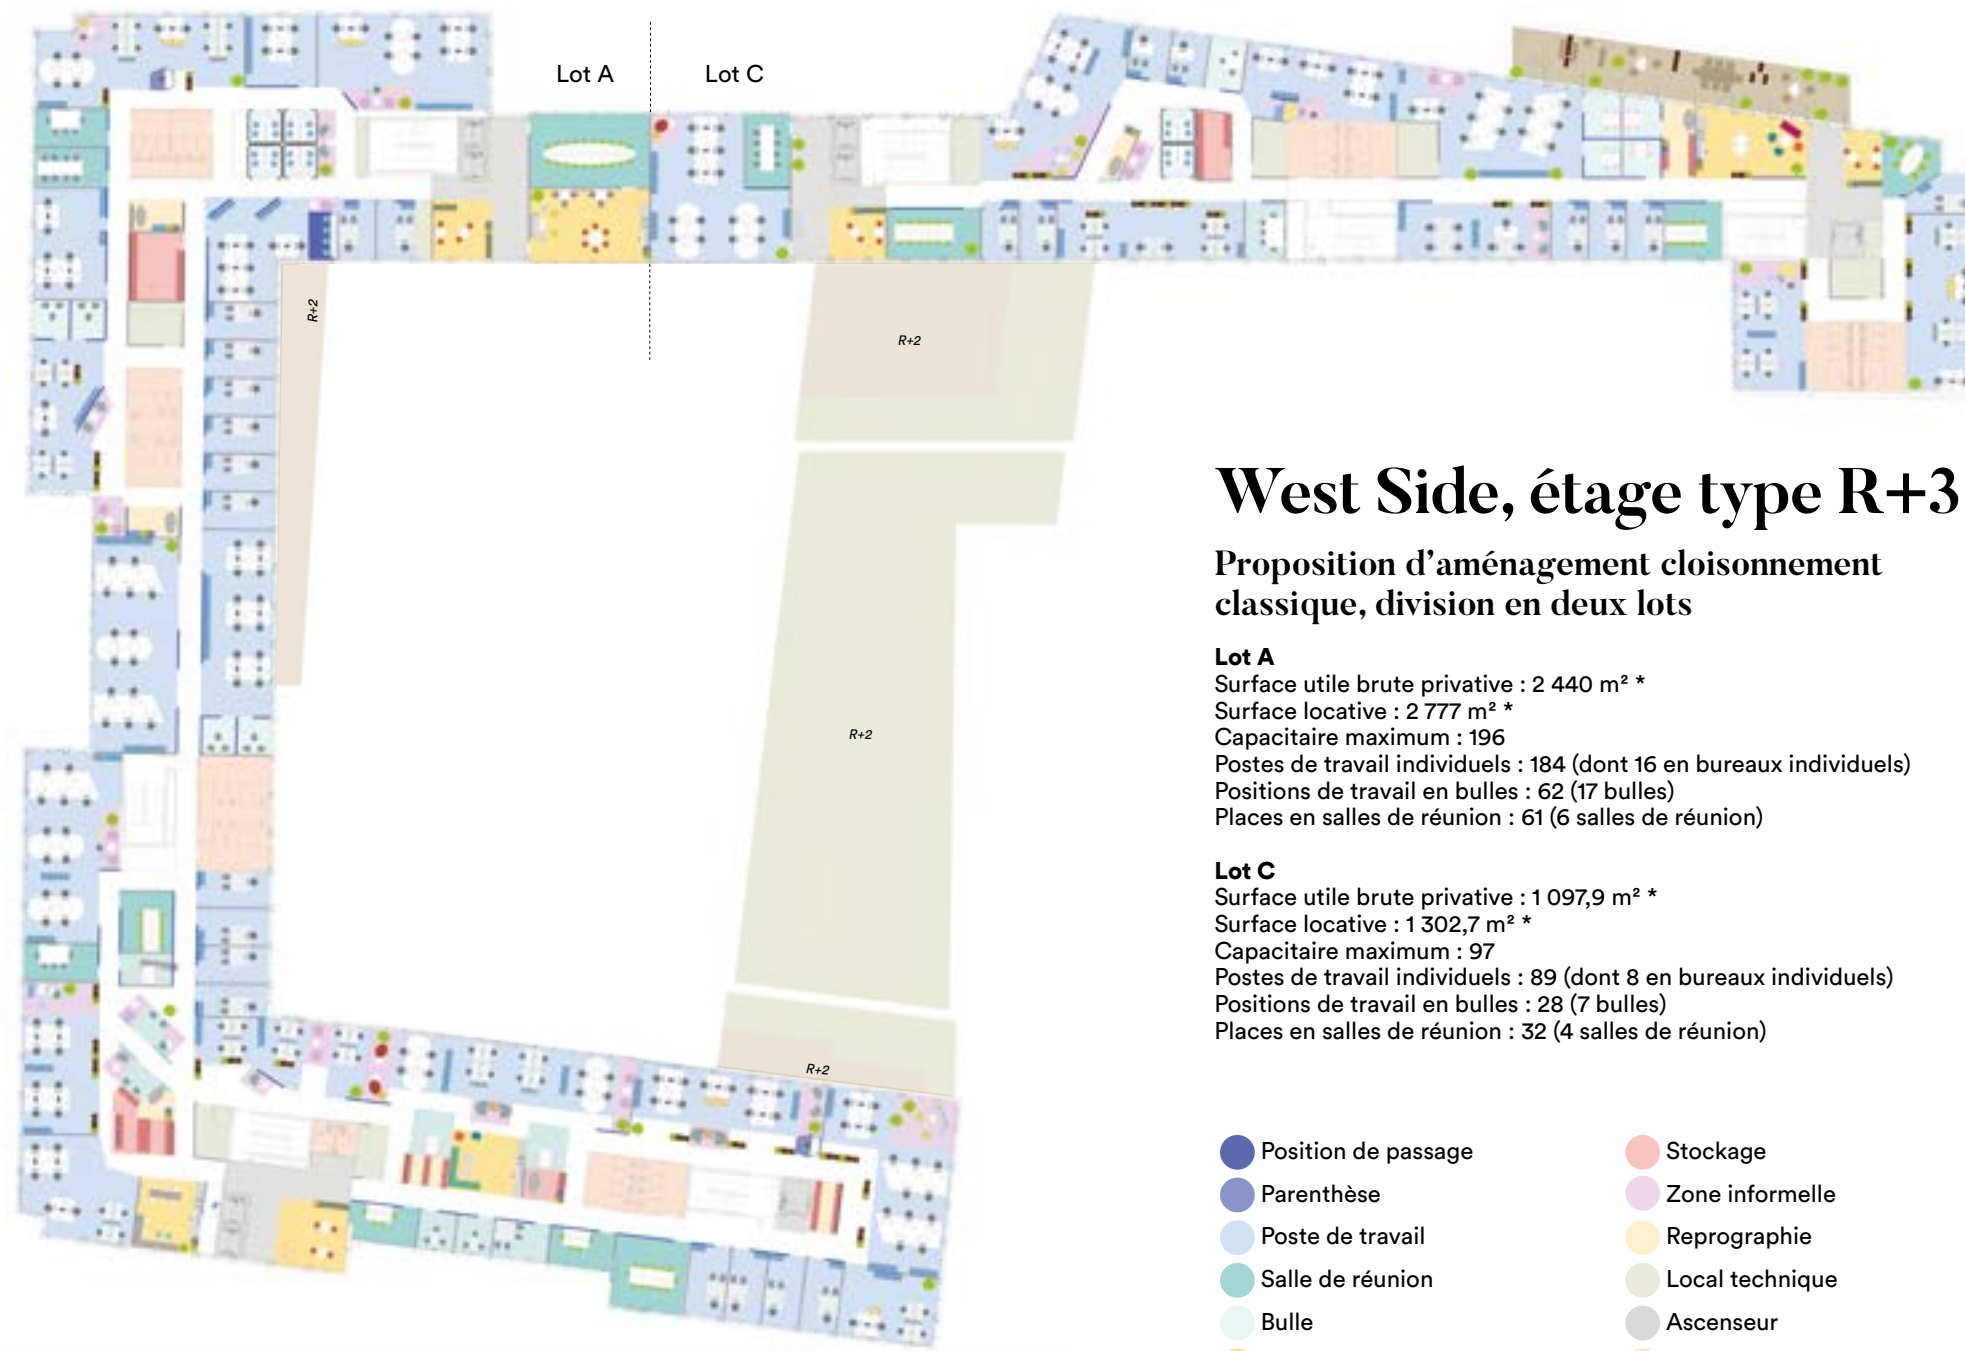 Lot A
Lot C
R+2
R+2
R+2
R+2
West Side, étage type R+3
Proposition d’aménagement cloisonnement
classique, division en deux lots
Lot A
Surface utile brute privative : 2 440 m² *
Surface locative : 2 777 m² *
Capacitaire maximum : 196
Postes de travail individuels : 184 (dont 16 en bureaux individuels)
Positions de travail en bulles : 62 (17 bulles)
Places en salles de réunion : 61 (6 salles de réunion)
Lot C
Surface utile brute privative : 1 097,9 m² *
Surface locative : 1 302,7 m² *
Capacitaire maximum : 97
Postes de travail individuels : 89 (dont 8 en bureaux individuels)
Positions de travail en bulles : 28 (7 bulles)
Places en salles de réunion : 32 (4 salles de réunion)
Position de passage
Parenthèse
Poste de travail
Salle de réunion
Bulle
Stockage
Zone informelle
Reprographie
Local technique
Ascenseur